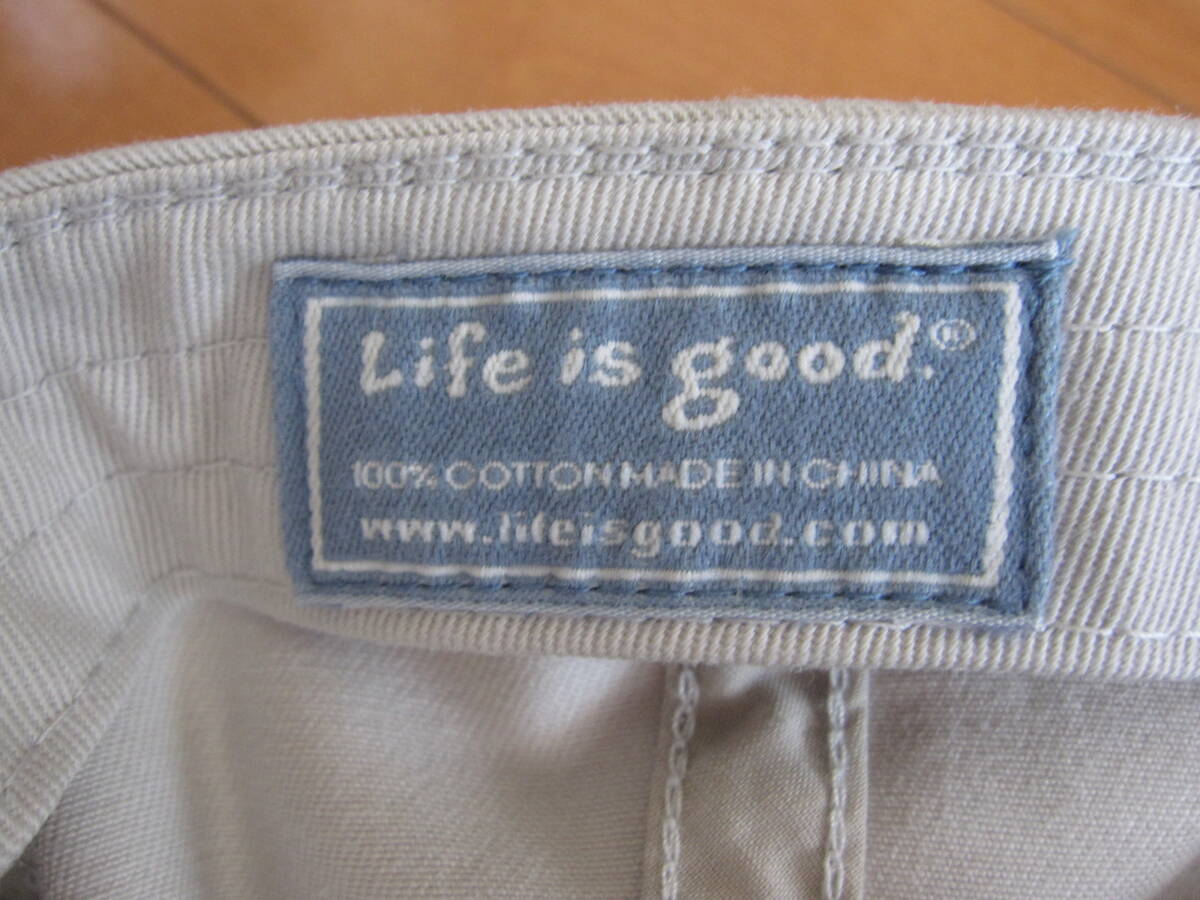 Life is good.®
100% COTTON MADE IN CHINA
www.lifeisgood.com